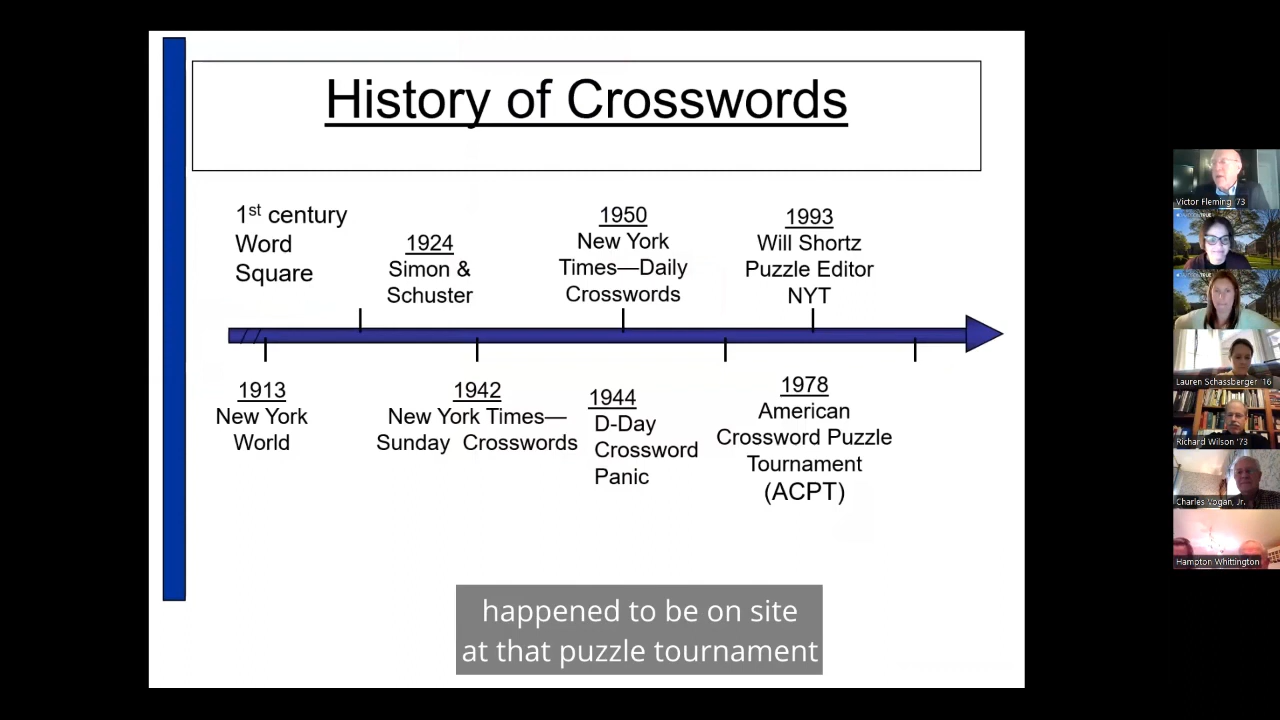 History of Crosswords
1st century
Word
Square
1924
Simon &
Schuster
1950
New York
Times—Daily
Crosswords
1993
Will Shortz
Puzzle Editor
NYT
1913
New York
World
1942
New York Times—
Sunday Crosswords
1944
D-Day
Crossword
Panic
1978
American
Crossword Puzzle
Tournament
(ACPT)
happened to be on site
at that puzzle tournament
Victor Fleming 73
Lauren Schassberger 16
Richard Wilson '73
Charles Vogan, Jr.
Hampton Whittington